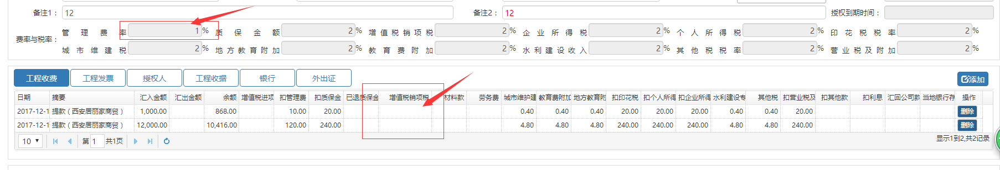 备注1： 12 备注2： 12 授权到期时间：
费率与税率： 管理费率 1 % 质保金额 2 % 增值税销项税 2 % 企业所得税 2 % 个人所得税 2 % 印花税税率 2 %
城市维建税 2 % 地方教育附加 2 % 教育费附加 2 % 水利建设收入 2 % 其他税税率 2 % 营业税及附加 2 %
工程收费 工程发票 授权人 工程收据 银行 外出证 添加
日期 摘要 汇入金额 汇出金额 余额 增值税进项 扣管理费 扣质保金 已退质保金 增值税销项税 材料款 劳务费 城市维护建 教育费附加 地方教育附 扣印花税 扣个人所得 扣企业所得 水利建设专 其他税 扣营业税及 扣其他款 扣利息 汇回公司款 当地银行存 操作
2017-12-1 提款（西安居丽家商贸） 1,000.00 868.00 10.00 20.00 0.40 0.40 0.40 20.00 20.00 20.00 0.40 0.40 20.00 删除
2017-12-1 提款（西安居丽家商贸） 12,000.00 10,416.00 120.00 240.00 4.80 4.80 4.80 240.00 240.00 240.00 4.80 4.80 240.00 删除
10 第 1 共1页 显示1到2,共2记录